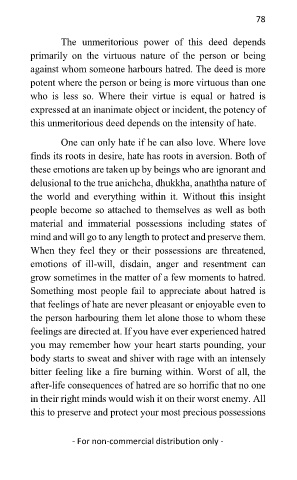 78
The unmeritorious power of this deed depends
primarily on the virtuous nature of the person or being
against whom someone harbours hatred. The deed is more
potent where the person or being is more virtuous than one
who is less so. Where their virtue is equal or hatred is
expressed at an inanimate object or incident, the potency of
this unmeritorious deed depends on the intensity of hate.
One can only hate if he can also love. Where love
finds its roots in desire, hate has roots in aversion. Both of
these emotions are taken up by beings who are ignorant and
delusional to the true anichcha, dhukkha, anaththa nature of
the world and everything within it. Without this insight
people become so attached to themselves as well as both
material and immaterial possessions including states of
mind and will go to any length to protect and preserve them.
When they feel they or their possessions are threatened,
emotions of ill-will, disdain, anger and resentment can
grow sometimes in the matter of a few moments to hatred.
Something most people fail to appreciate about hatred is
that feelings of hate are never pleasant or enjoyable even to
the person harbouring them let alone those to whom these
feelings are directed at. If you have ever experienced hatred
you may remember how your heart starts pounding, your
body starts to sweat and shiver with rage with an intensely
bitter feeling like a fire burning within. Worst of all, the
after-life consequences of hatred are so horrific that no one
in their right minds would wish it on their worst enemy. All
this to preserve and protect your most precious possessions
- For non-commercial distribution only -